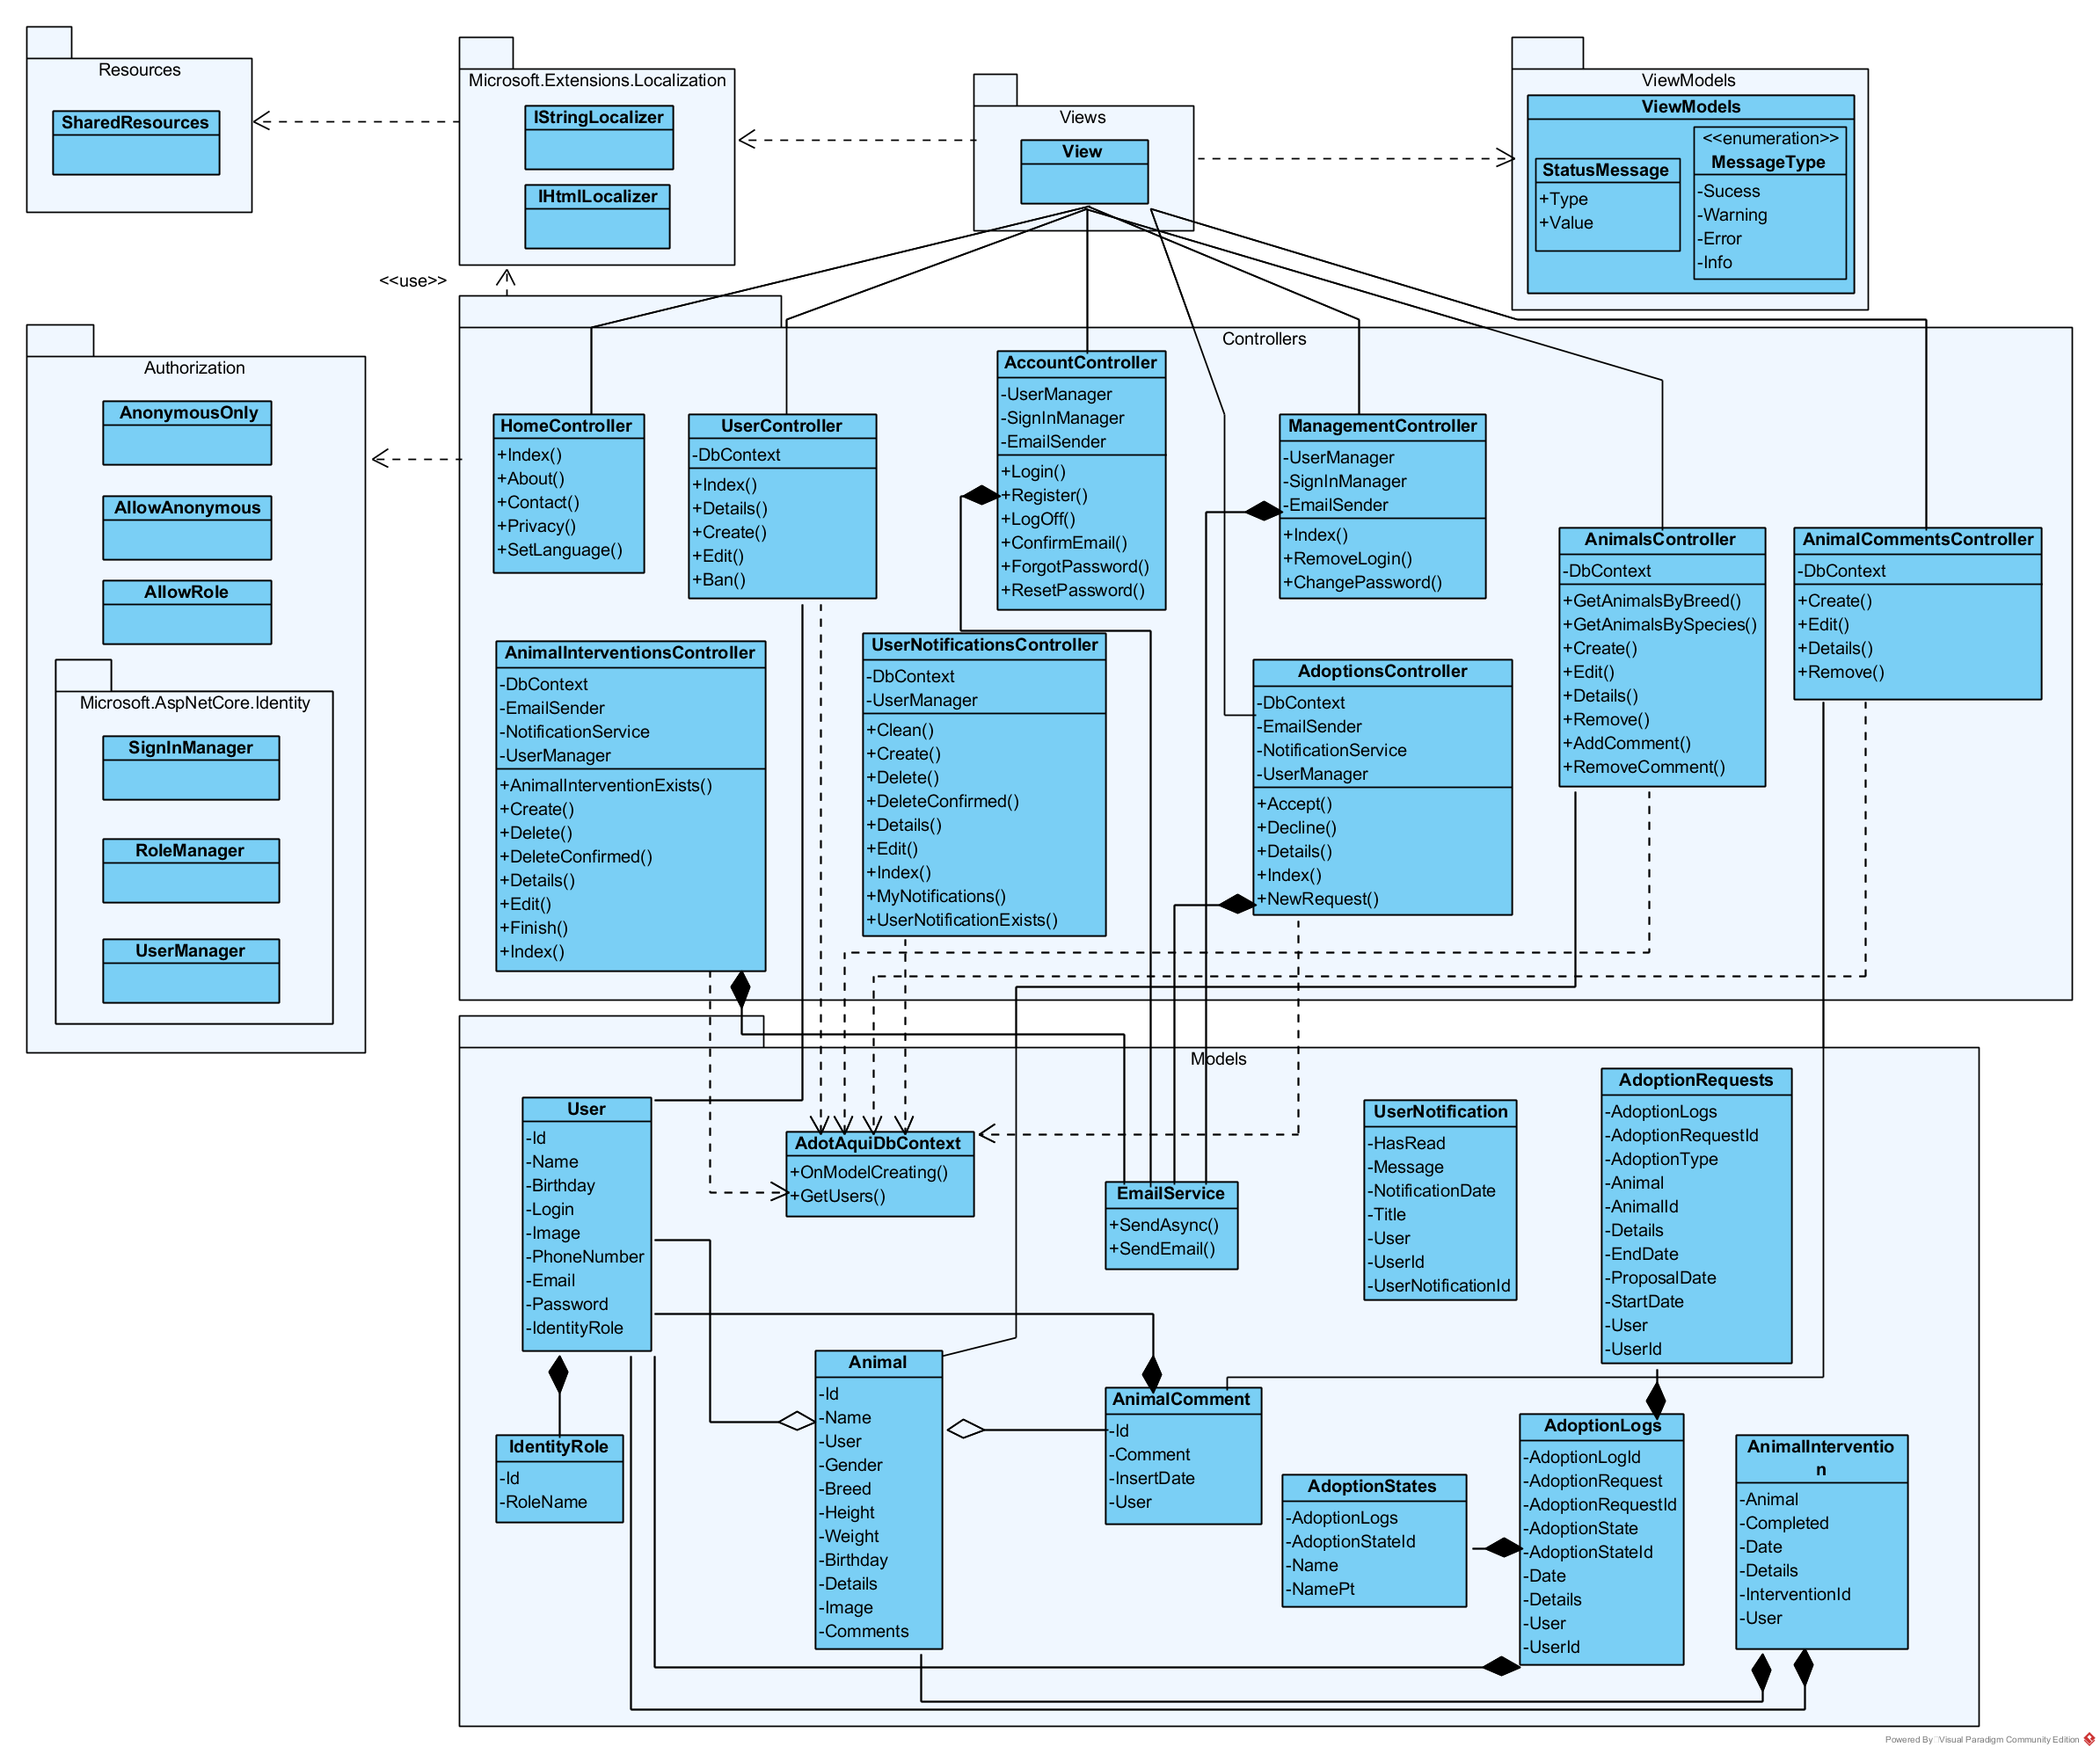 Resources
SharedResources
Microsoft.Extensions.Localization
IStringLocalizer
IHtmlLocalizer
Views
View
ViewModels
ViewModels
StatusMessage
+Type
+Value
<<enumeration>>
MessageType
-Sucess
-Warning
-Error
-Info
<<use>>
Authorization
AnonymousOnly
AllowAnonymous
AllowRole
Microsoft.AspNetCore.Identity
SignInManager
RoleManager
UserManager
Controllers
HomeController
+Index()
+About()
+Contact()
+Privacy()
+SetLanguage()
UserController
-DbContext
+Index()
+Details()
+Create()
+Edit()
+Ban()
AccountController
-UserManager
-SignInManager
-EmailSender
+Login()
+Register()
+LogOff()
+ConfirmEmail()
+ForgotPassword()
+ResetPassword()
ManagementController
-UserManager
-SignInManager
-EmailSender
+Index()
+RemoveLogin()
+ChangePassword()
AnimalsController
-DbContext
+GetAnimalsByBreed()
+GetAnimalsBySpecies()
+Create()
+Edit()
+Details()
+Remove()
+AddComment()
+RemoveComment()
AnimalCommentsController
-DbContext
+Create()
+Edit()
+Details()
+Remove()
AnimalInterventionsController
-DbContext
-EmailSender
-NotificationService
-UserManager
+AnimalInterventionExists()
+Create()
+Delete()
+DeleteConfirmed()
+Details()
+Edit()
+Finish()
+Index()
UserNotificationsController
-DbContext
-UserManager
+Clean()
+Create()
+Delete()
+DeleteConfirmed()
+Details()
+Edit()
+Index()
+MyNotifications()
+UserNotificationExists()
AdoptionsController
-DbContext
-EmailSender
-NotificationService
-UserManager
+Accept()
+Decline()
+Details()
+Index()
+NewRequest()
Models
User
-Id
-Name
-Birthday
-Login
-Image
-PhoneNumber
-Email
-Password
-IdentityRole
AdotAquiDbContext
+OnModelCreating()
+GetUsers()
EmailService
+SendAsync()
+SendEmail()
UserNotification
-HasRead
-Message
-NotificationDate
-Title
-User
-UserId
-UserNotificationId
AdoptionRequests
-AdoptionLogs
-AdoptionRequestId
-AdoptionType
-Animal
-AnimalId
-Details
-EndDate
-ProposalDate
-StartDate
-User
-UserId
IdentityRole
-Id
-RoleName
Animal
-Id
-Name
-User
-Gender
-Breed
-Height
-Weight
-Birthday
-Details
-Image
-Comments
AnimalComment
-Id
-Comment
-InsertDate
-User
AdoptionStates
-AdoptionLogs
-AdoptionStateId
-Name
-NamePt
AdoptionLogs
-AdoptionLogId
-AdoptionRequest
-AdoptionRequestId
-AdoptionState
-AdoptionStateId
-Date
-Details
-User
-UserId
AnimalInterventio
n
-Animal
-Completed
-Date
-Details
-InterventionId
-User
Powered By Visual Paradigm Community Edition